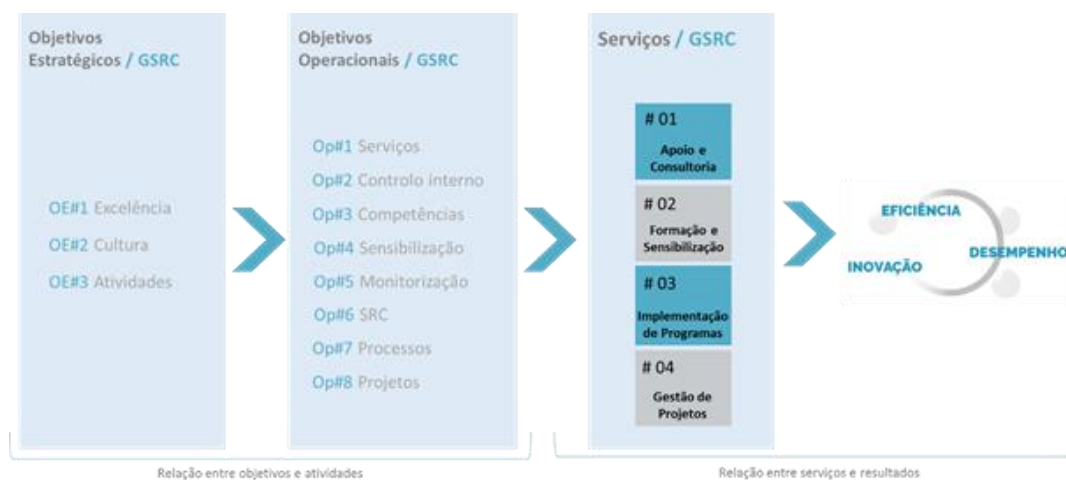 Objetivos
Estratégicos / GSRC
OE#1 Excelência
OE#2 Cultura
OE#3 Atividades
Objetivos
Operacionais / GSRC
Op#1 Serviços
Op#2 Controlo interno
Op#3 Competências
Op#4 Sensibilização
Op#5 Monitorização
Op#6 SRC
Op#7 Processos
Op#8 Projetos
Serviços / GSRC
# 01
Apoio e
Consultoria
# 02
Formação e
Sensibilização
# 03
Implementação
de Programas
# 04
Gestão de
Projetos
EFICIÊNCIA
DESEMPENHO
INOVAÇÃO
Relação entre objetivos e atividades
Relação entre serviços e resultados